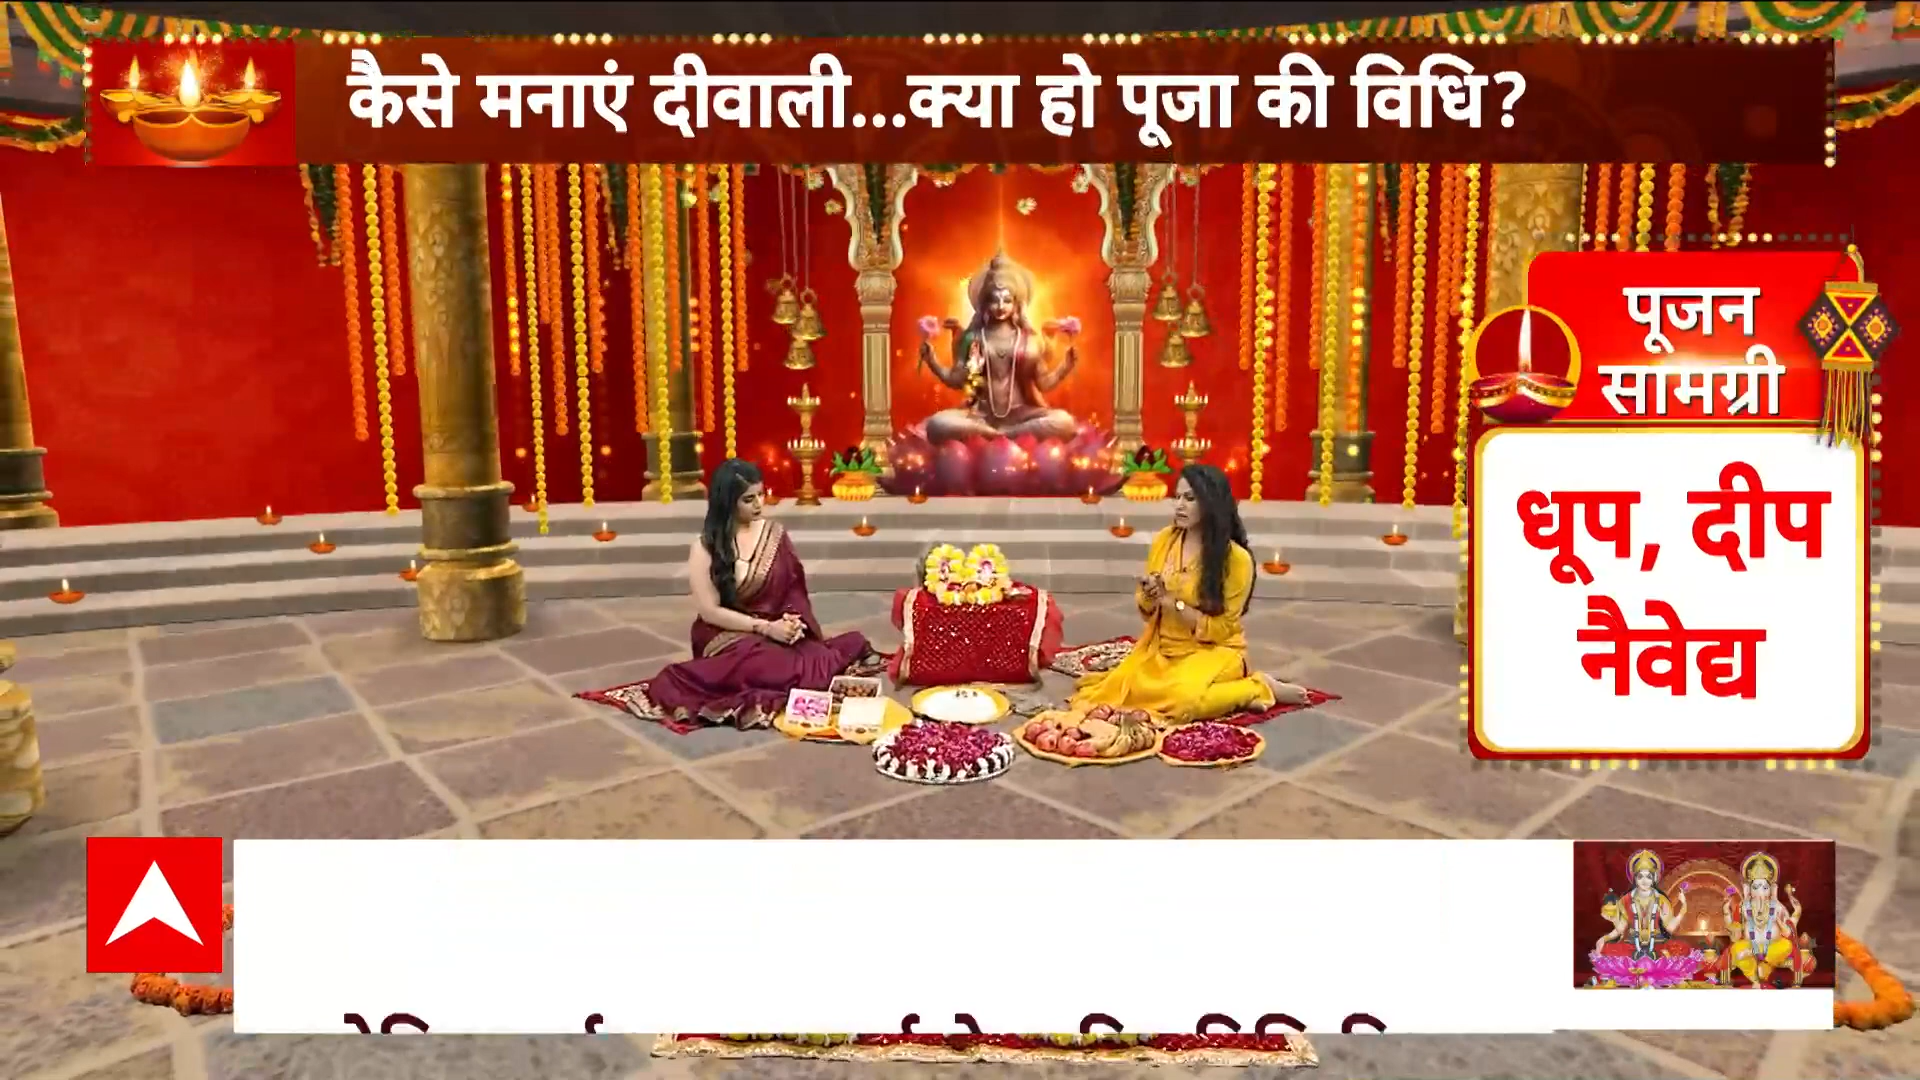 कैसे मनाएं दीवाली...क्या हो पूजा की विधि?
पूजन
सामग्री
धूप, दीप
नैवेद्य